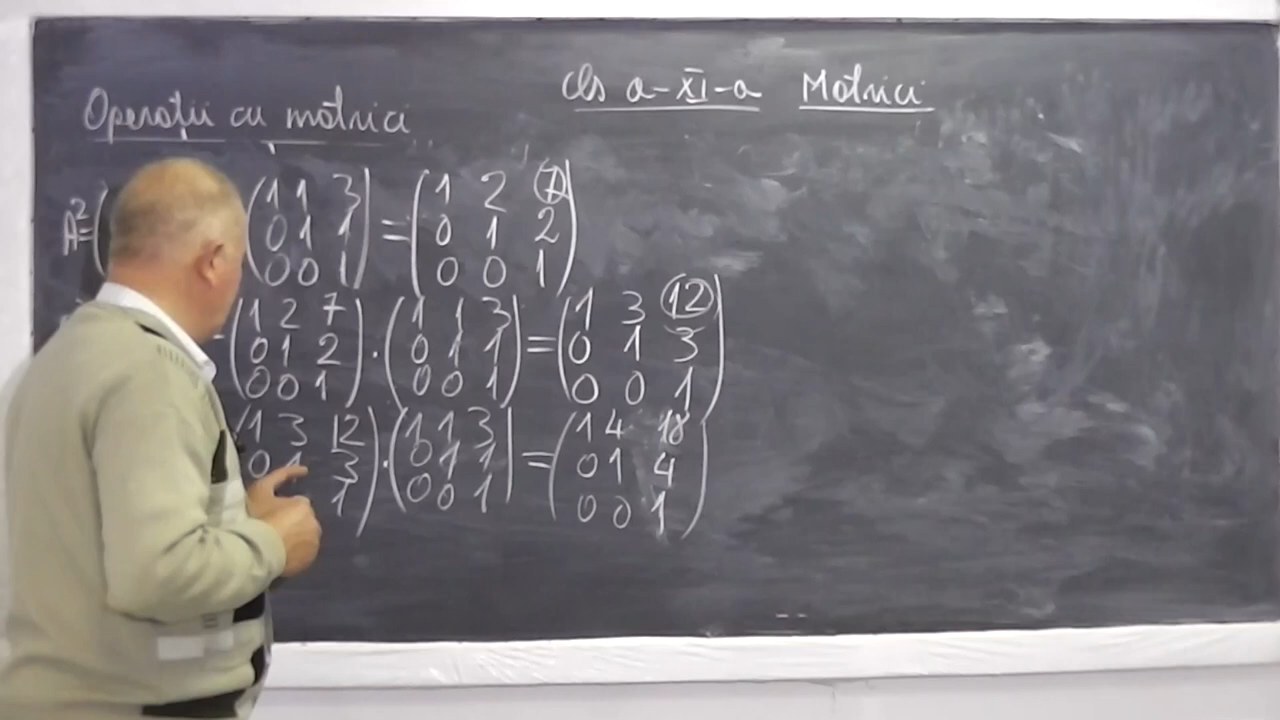 Cls a-XI-a Matrici
Operații cu matrici
A²=( (1 1 3) = (1 2 7)
0 1 1 0 1 2
0 0 1 0 0 1
(1 2 7) . (1 1 3) = (1 3 12)
0 1 2 0 1 1 0 1 3
0 0 1 0 0 1 0 0 1
(1 3 12) . (1 1 3) = (1 4 18)
0 1 3 0 1 1 0 1 4
1 0 0 1 0 0 1